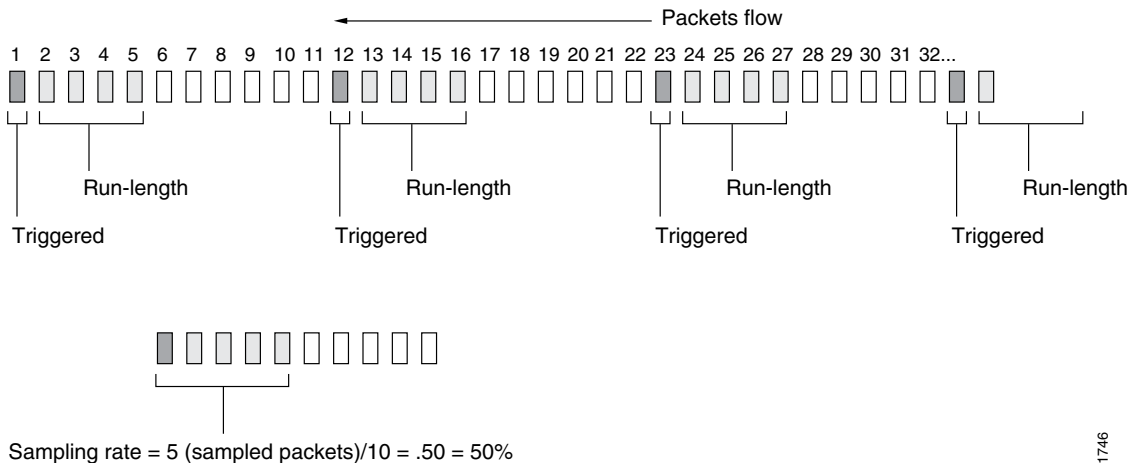 Packets flow
1 2 3 4 5 6 7 8 9 10 11 12 13 14 15 16 17 18 19 20 21 22 23 24 25 26 27 28 29 30 31 32...
Run-length Run-length Run-length Run-length
Triggered Triggered Triggered Triggered
Sampling rate = 5 (sampled packets)/10 = .50 = 50%
1746